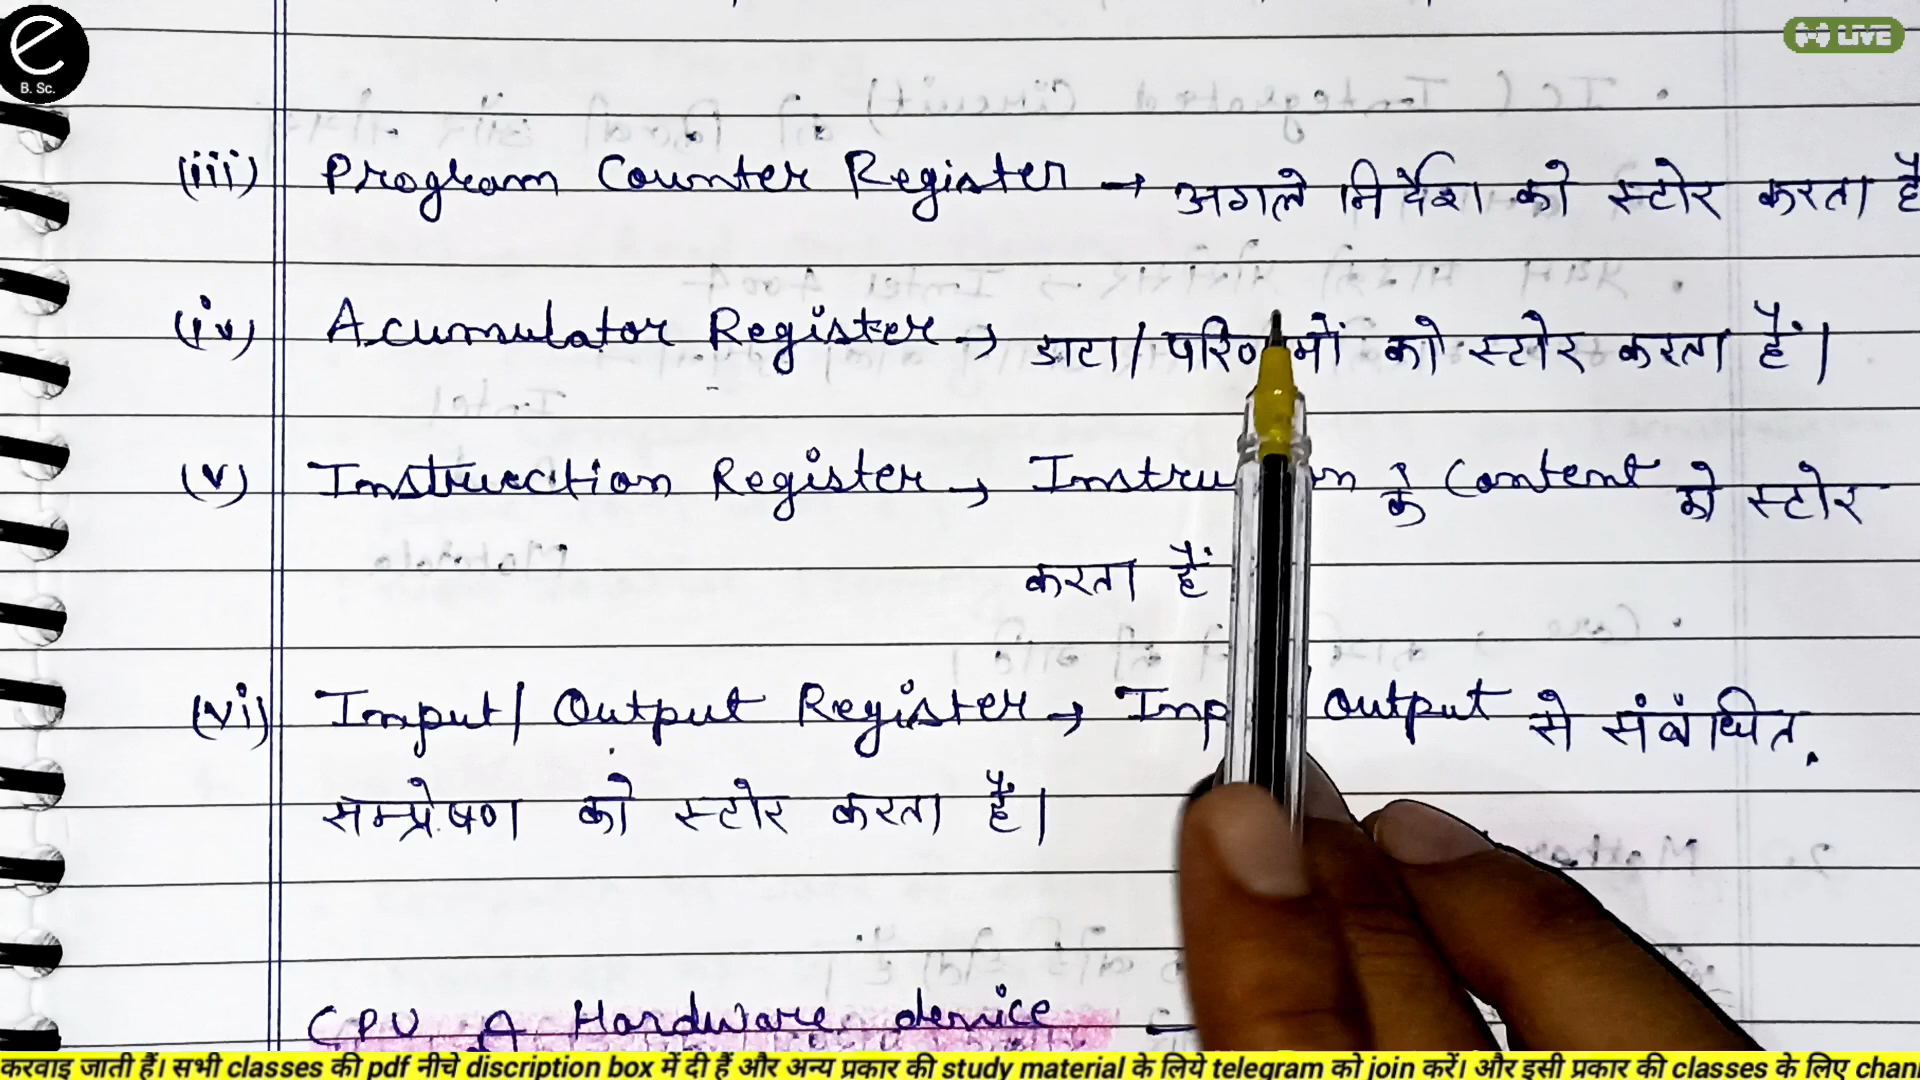 e
B. Sc.
LIVE
(iii) Program Counter Register → अगले निर्देश को स्टोर करता है
(iv) Acumulator Register → डाटा/परिणामों को स्टोर करता हैं।
(v) Instruction Register → के Content को स्टोर
करता हैं
(vi) Input/Output Register → Output से संबंधित
सम्प्रेषण को स्टोर करता हैं।
CPU A Hardware device
करवाइ जाती हैं। सभी classes की pdf नीचे discription box में दी हैं और अन्य प्रकार की study material के लिये telegram को join करें। और इसी प्रकार की classes के लिए chan